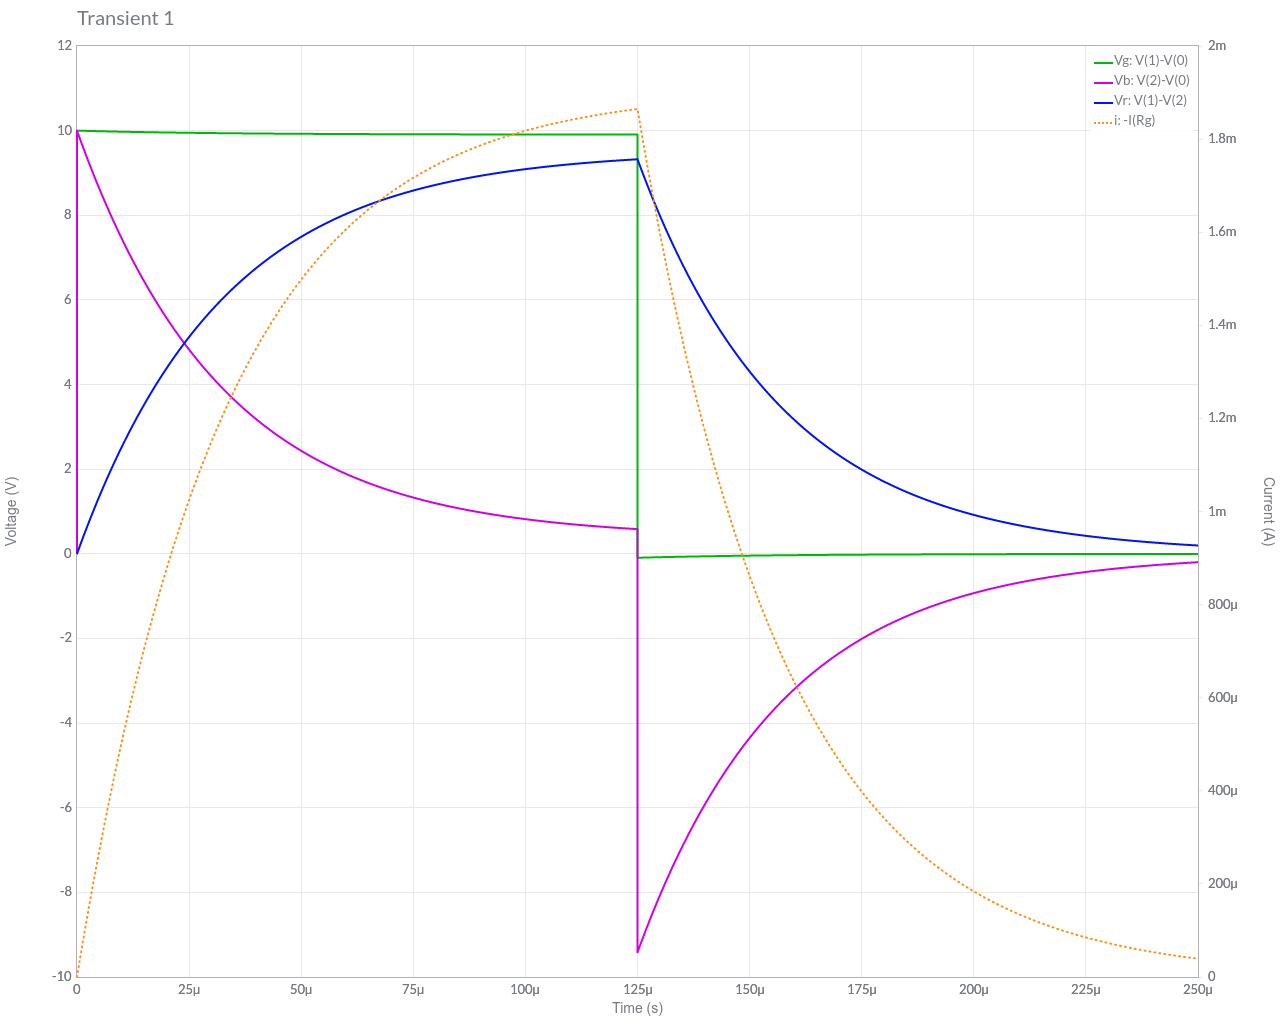 Transient 1
12
10
8
6
4
2
0
-2
-4
-6
-8
-10
Voltage (V)
2m
1.8m
1.6m
1.4m
1.2m
1m
800µ
600µ
400µ
200µ
0
Current (A)
Vg: V(1)-V(0)
Vb: V(2)-V(0)
Vr: V(1)-V(2)
i: -I(Rg)
0 25µ 50µ 75µ 100µ 125µ 150µ 175µ 200µ 225µ 250µ
Time (s)